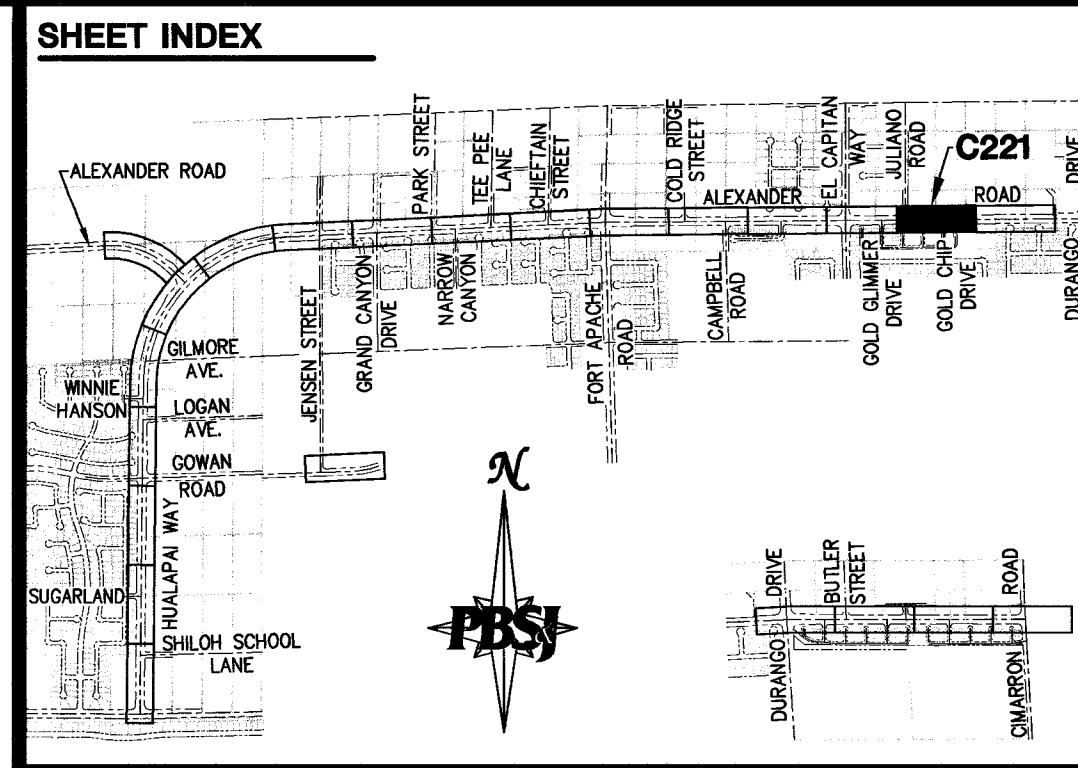 SHEET INDEX
ALEXANDER ROAD
PARK STREET
TEE PEE
LANE
CHIEFTAIN
STREET
COLD RIDGE
STREET
ALEXANDER
EL CAPITAN
WAY
JULIANO
ROAD
C221
ROAD
DRIVE
JENSEN STREET
GRAND CANYON
DRIVE
NARROW
CANYON
FORT APACHE
ROAD
CAMPBELL
ROAD
GOLD GLIMMER
DRIVE
GOLD CHIP
DRIVE
DURANGO
GILMORE
AVE.
WINNIE
HANSON
LOGAN
AVE.
GOWAN
ROAD
HUALAPAI WAY
SUGARLAND
SHILOH SCHOOL
LANE
N
PBSJ
DRIVE
BUTLER
STREET
ROAD
DURANGO
CIMARRON